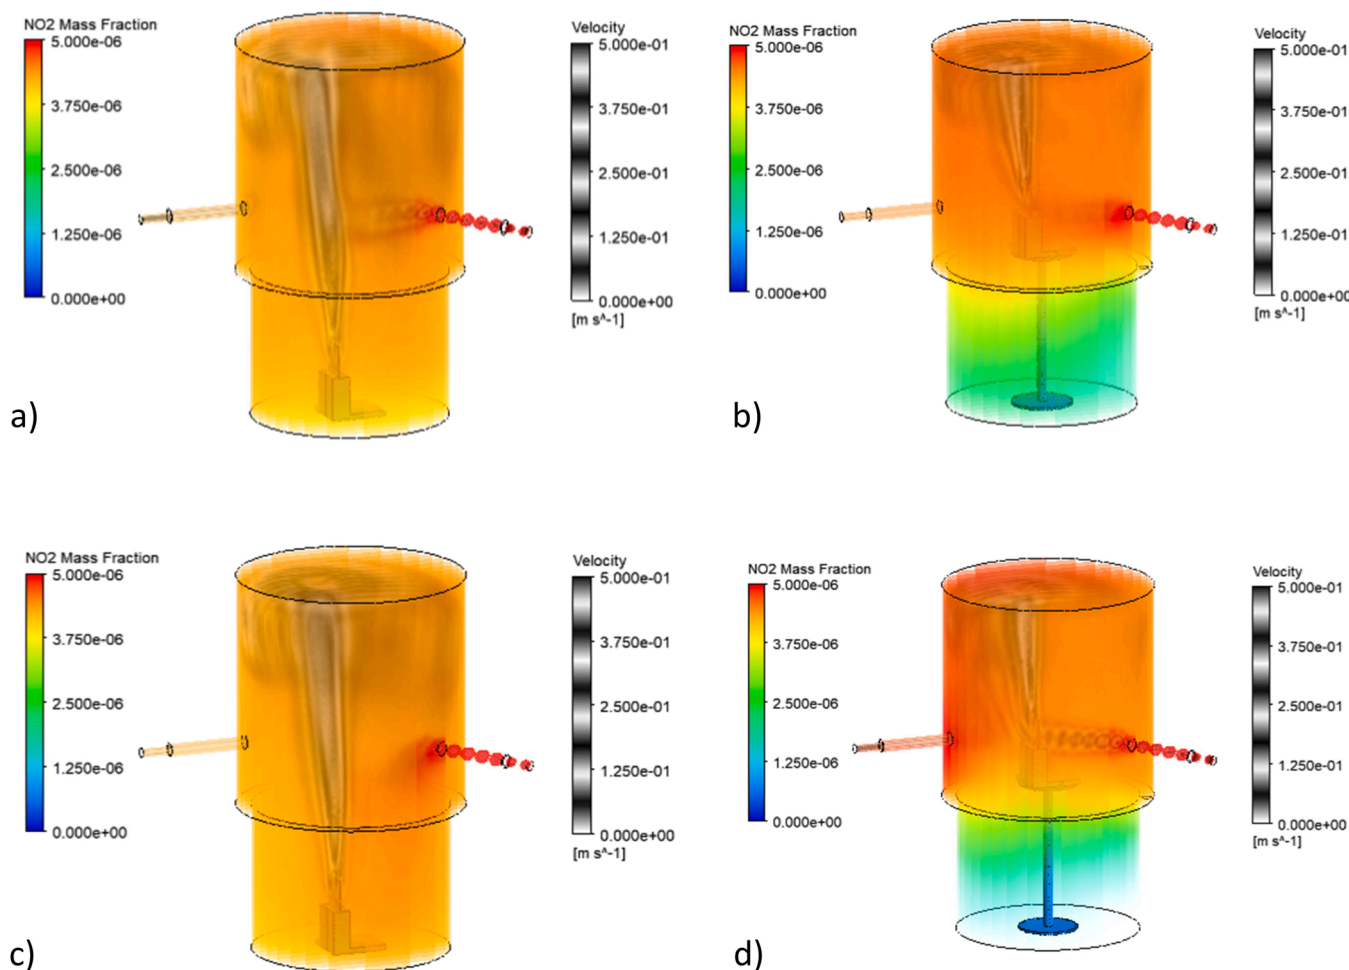 NO2 Mass Fraction
5.000e-06
3.750e-06
2.500e-06
1.250e-06
0.000e+00
Velocity
5.000e-01
3.750e-01
2.500e-01
1.250e-01
0.000e+00
[m s^-1]
a)
NO2 Mass Fraction
5.000e-06
3.750e-06
2.500e-06
1.250e-06
0.000e+00
Velocity
5.000e-01
3.750e-01
2.500e-01
1.250e-01
0.000e+00
[m s^-1]
b)
NO2 Mass Fraction
5.000e-06
3.750e-06
2.500e-06
1.250e-06
0.000e+00
Velocity
5.000e-01
3.750e-01
2.500e-01
1.250e-01
0.000e+00
[m s^-1]
c)
NO2 Mass Fraction
5.000e-06
3.750e-06
2.500e-06
1.250e-06
0.000e+00
Velocity
5.000e-01
3.750e-01
2.500e-01
1.250e-01
0.000e+00
[m s^-1]
d)